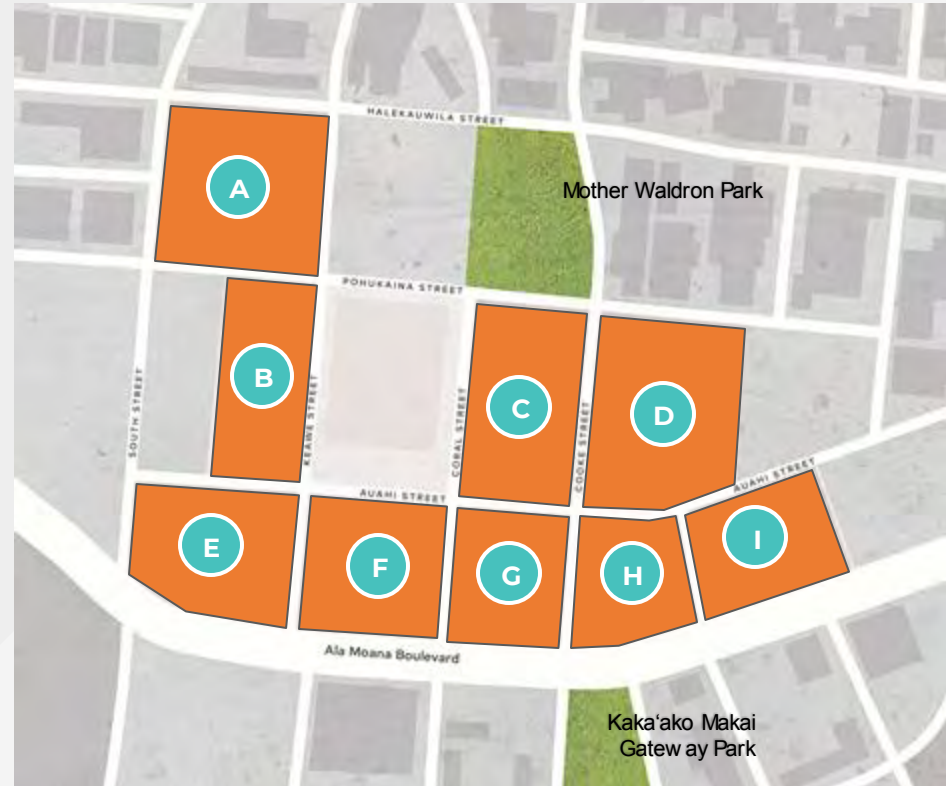 HALEKAUWILA STREET
A
Mother Waldron Park
POHUKAINA STREET
B
C
D
SOUTH STREET
KEAWE STREET
CORAL STREET
COOKE STREET
AUAHI STREET
AUAHI STREET
E
F
G
H
I
Ala Moana Boulevard
Kaka‘ako Makai
Gatew ay Park